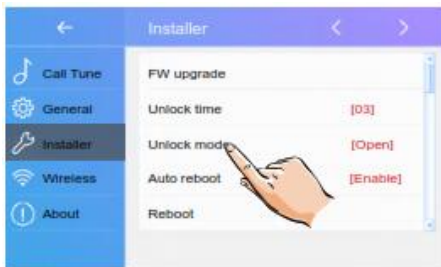 Installer
Call Tune
General
Installer
Wireless
About
FW upgrade
Unlock time [03]
Unlock mode [Open]
Auto reboot [Enable]
Reboot